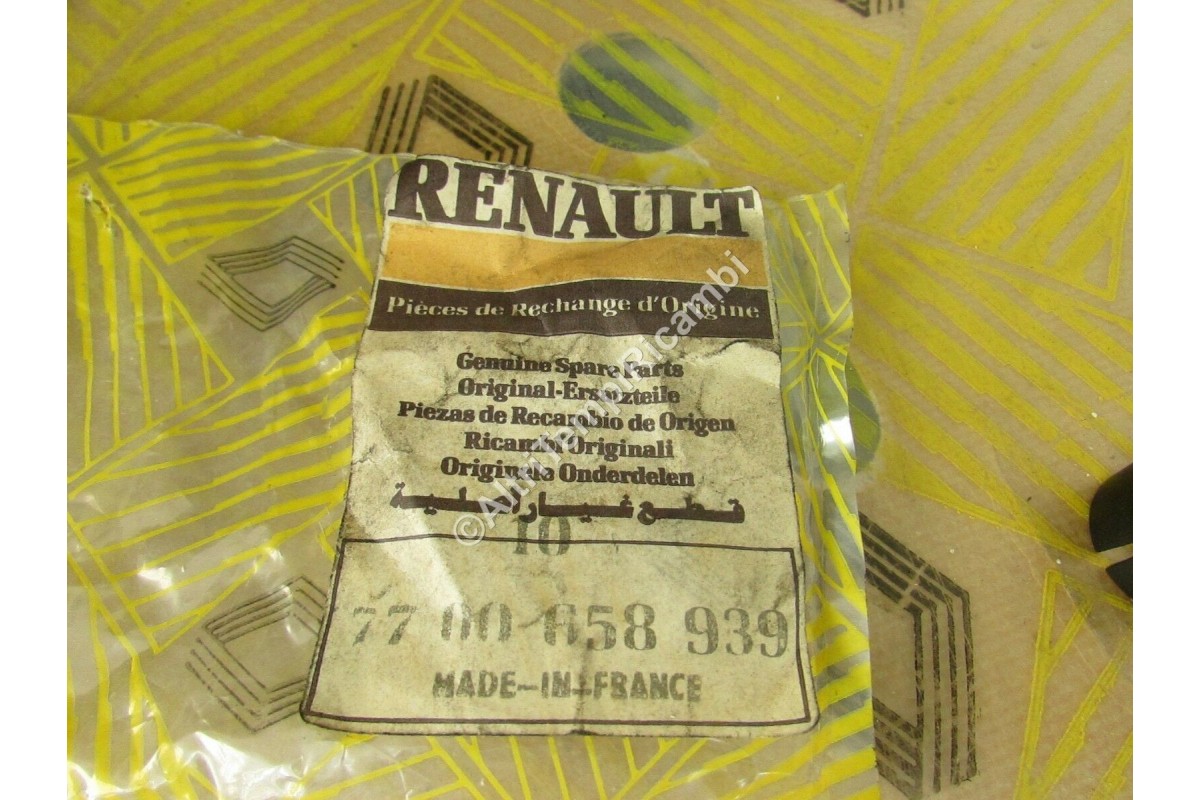 RENAULT
Pièces de Rechange d'Origine
Genuine Spare Parts
Original-Ersatzteile
Piezas de Recambio de Origen
Ricambi Originali
Originele Onderdelen
قطع غيار أصلية
10
77 00 658 939
MADE-IN-FRANCE
©AltriTempiRicambi